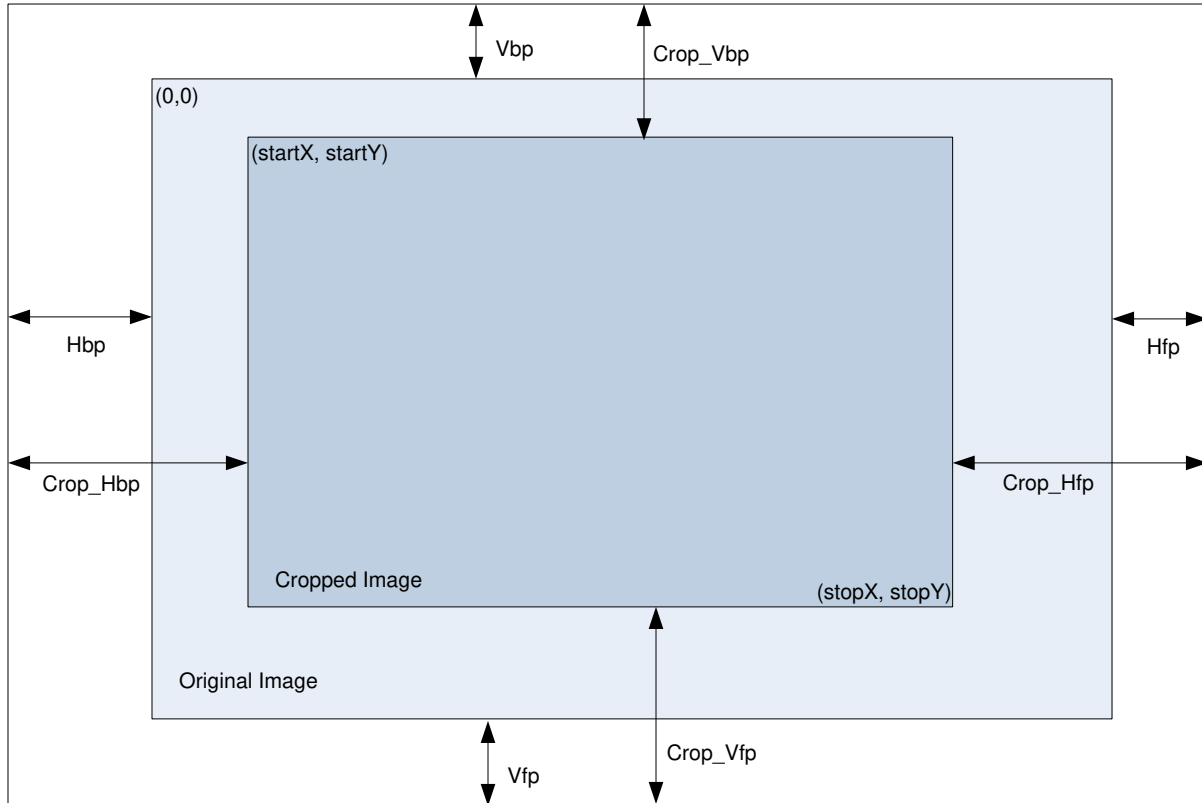 Vbp
Crop_Vbp
(0,0)
(startX, startY)
Hbp
Hfp
Crop_Hbp
Crop_Hfp
Cropped Image
(stopX, stopY)
Original Image
Crop_Vfp
Vfp